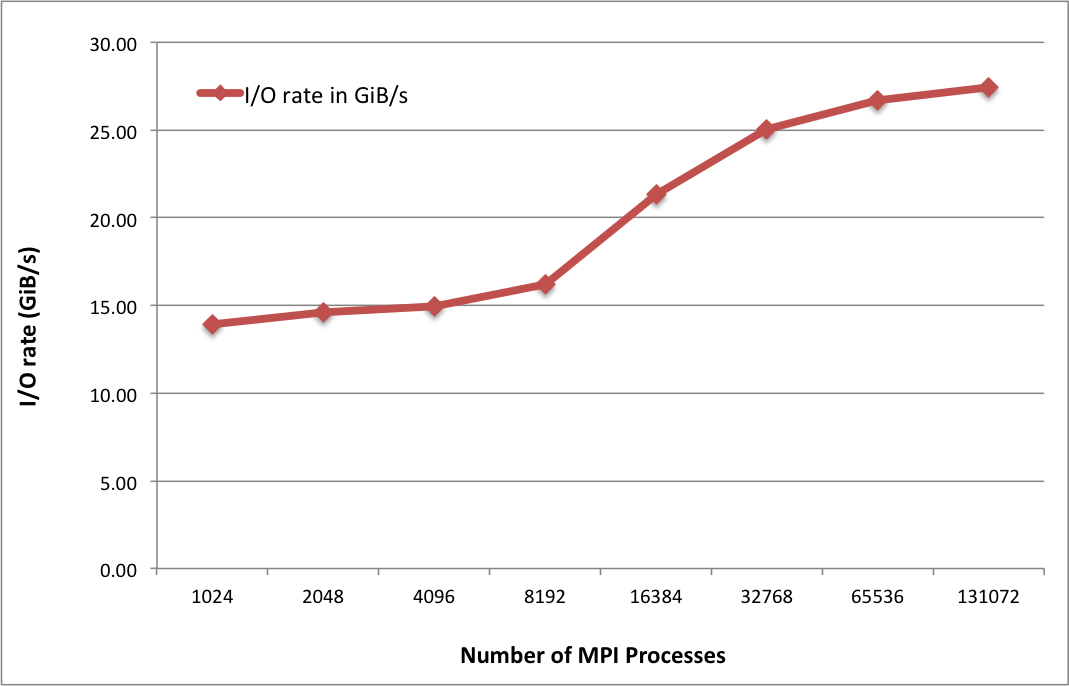 30.00
I/O rate in GiB/s
25.00
20.00
15.00
10.00
5.00
0.00
I/O rate (GiB/s)
1024 2048 4096 8192 16384 32768 65536 131072
Number of MPI Processes